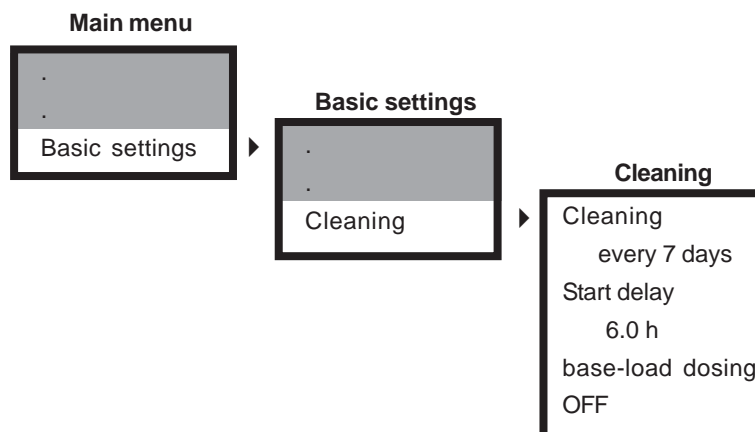 Main menu
.
.
Basic settings
Basic settings
.
.
Cleaning
Cleaning
Cleaning
every 7 days
Start delay
6.0 h
base-load dosing
OFF